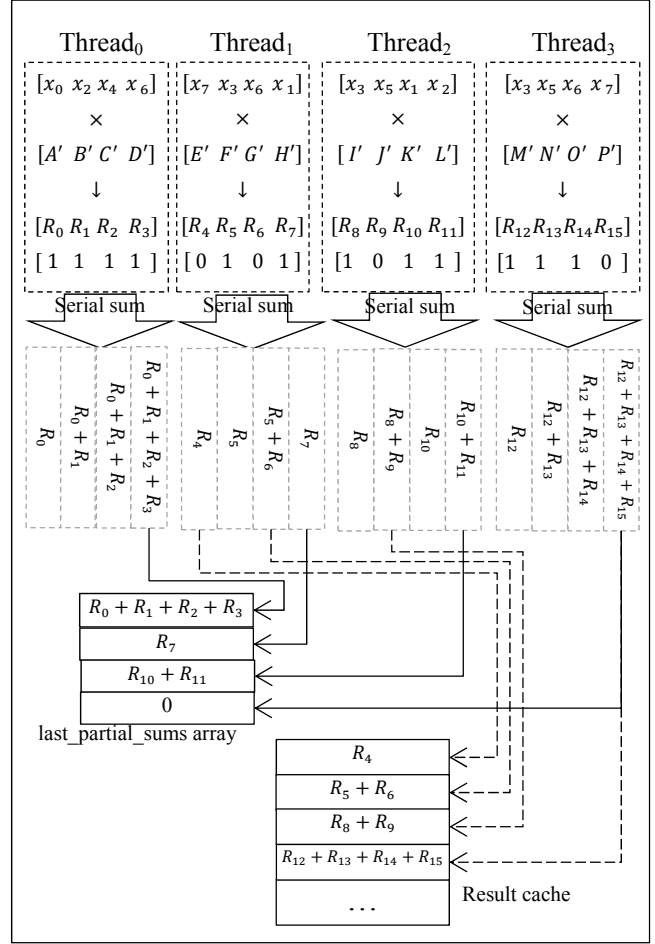 Thread₀ Thread₁ Thread₂ Thread₃
[x₀ x₂ x₄ x₆] [x₇ x₃ x₆ x₁] [x₃ x₅ x₁ x₂] [x₃ x₅ x₆ x₇]
× × × ×
[A′ B′ C′ D′] [E′ F′ G′ H′] [I′ J′ K′ L′] [M′ N′ O′ P′]
↓ ↓ ↓ ↓
[R₀ R₁ R₂ R₃] [R₄ R₅ R₆ R₇] [R₈ R₉ R₁₀ R₁₁] [R₁₂R₁₃R₁₄R₁₅]
[1 1 1 1] [0 1 0 1] [1 0 1 1] [1 1 1 0]
Serial sum Serial sum Serial sum Serial sum
R₀
R₀ + R₁
R₀ + R₁ + R₂
R₀ + R₁ + R₂ + R₃
R₄
R₅
R₅ + R₆
R₇
R₈
R₈ + R₉
R₁₀
R₁₀ + R₁₁
R₁₂
R₁₂ + R₁₃
R₁₂ + R₁₃ + R₁₄
R₁₂ + R₁₃ + R₁₄ + R₁₅
R₀ + R₁ + R₂ + R₃
R₇
R₁₀ + R₁₁
0
last_partial_sums array
R₄
R₅ + R₆
R₈ + R₉
R₁₂ + R₁₃ + R₁₄ + R₁₅
...
Result cache